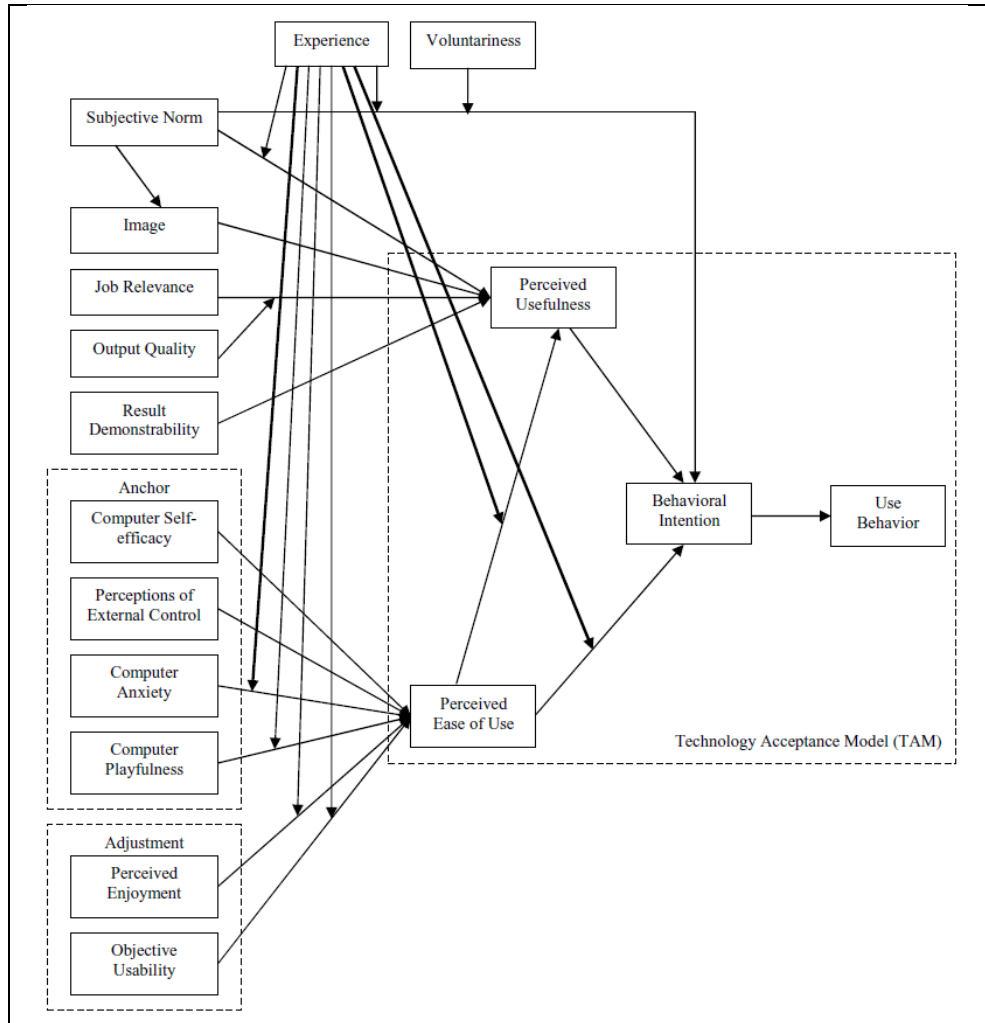 Experience
Voluntariness
Subjective Norm
Image
Job Relevance
Output Quality
Result
Demonstrability
Perceived
Usefulness
Anchor
Computer Self-
efficacy
Perceptions of
External Control
Computer
Anxiety
Computer
Playfulness
Behavioral
Intention
Use
Behavior
Perceived
Ease of Use
Technology Acceptance Model (TAM)
Adjustment
Perceived
Enjoyment
Objective
Usability